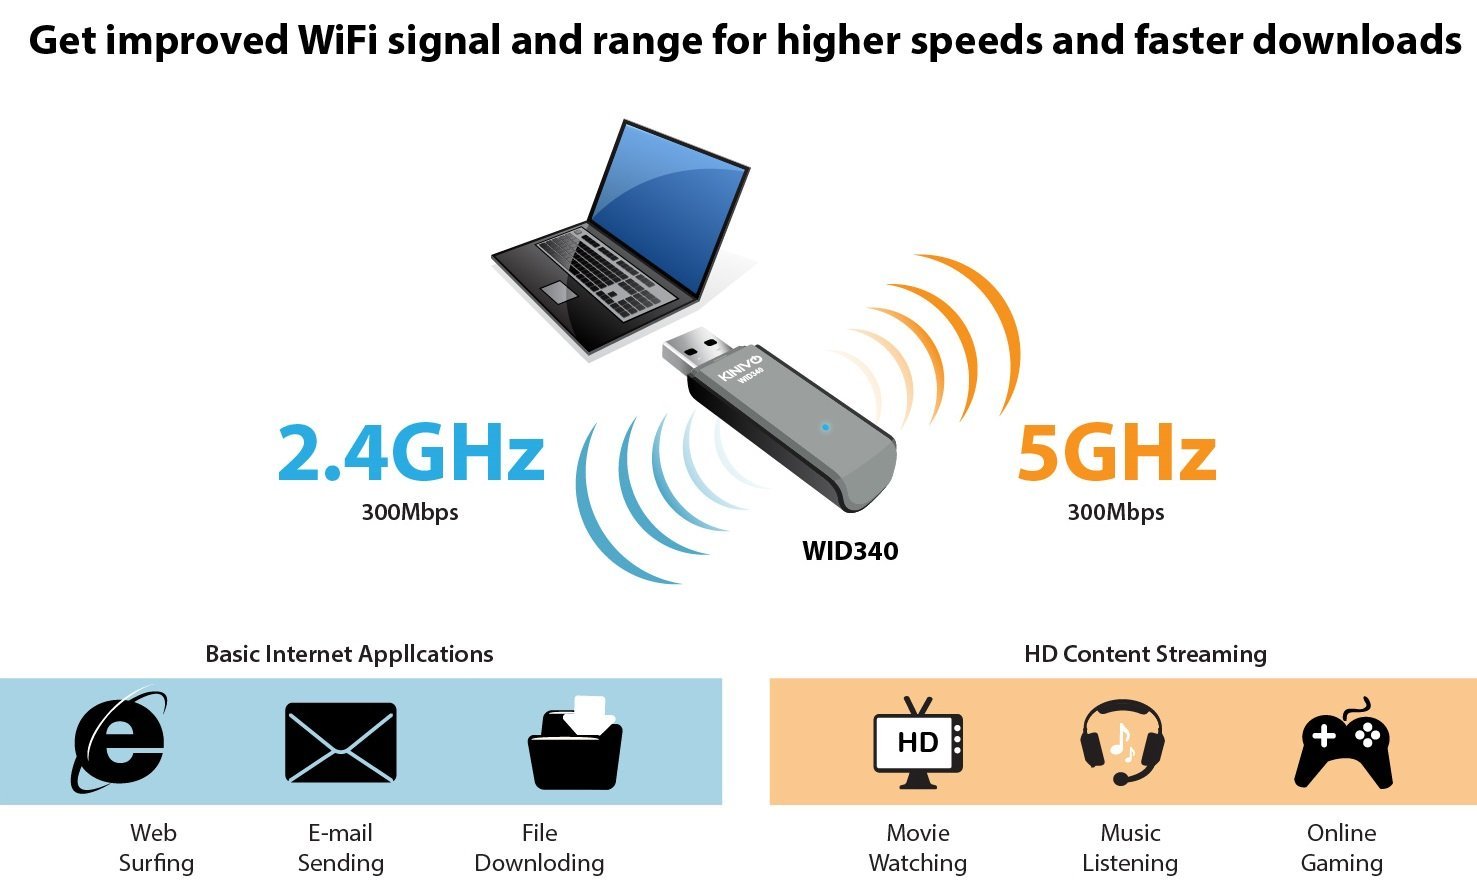 Get improved WiFi signal and range for higher speeds and faster downloads
KINIVO
WID340
2.4GHz
300Mbps
5GHz
300Mbps
WID340
Basic Internet Appllcations
HD Content Streaming
HD
Web
Surfing
E-mail
Sending
File
Downloding
Movie
Watching
Music
Listening
Online
Gaming